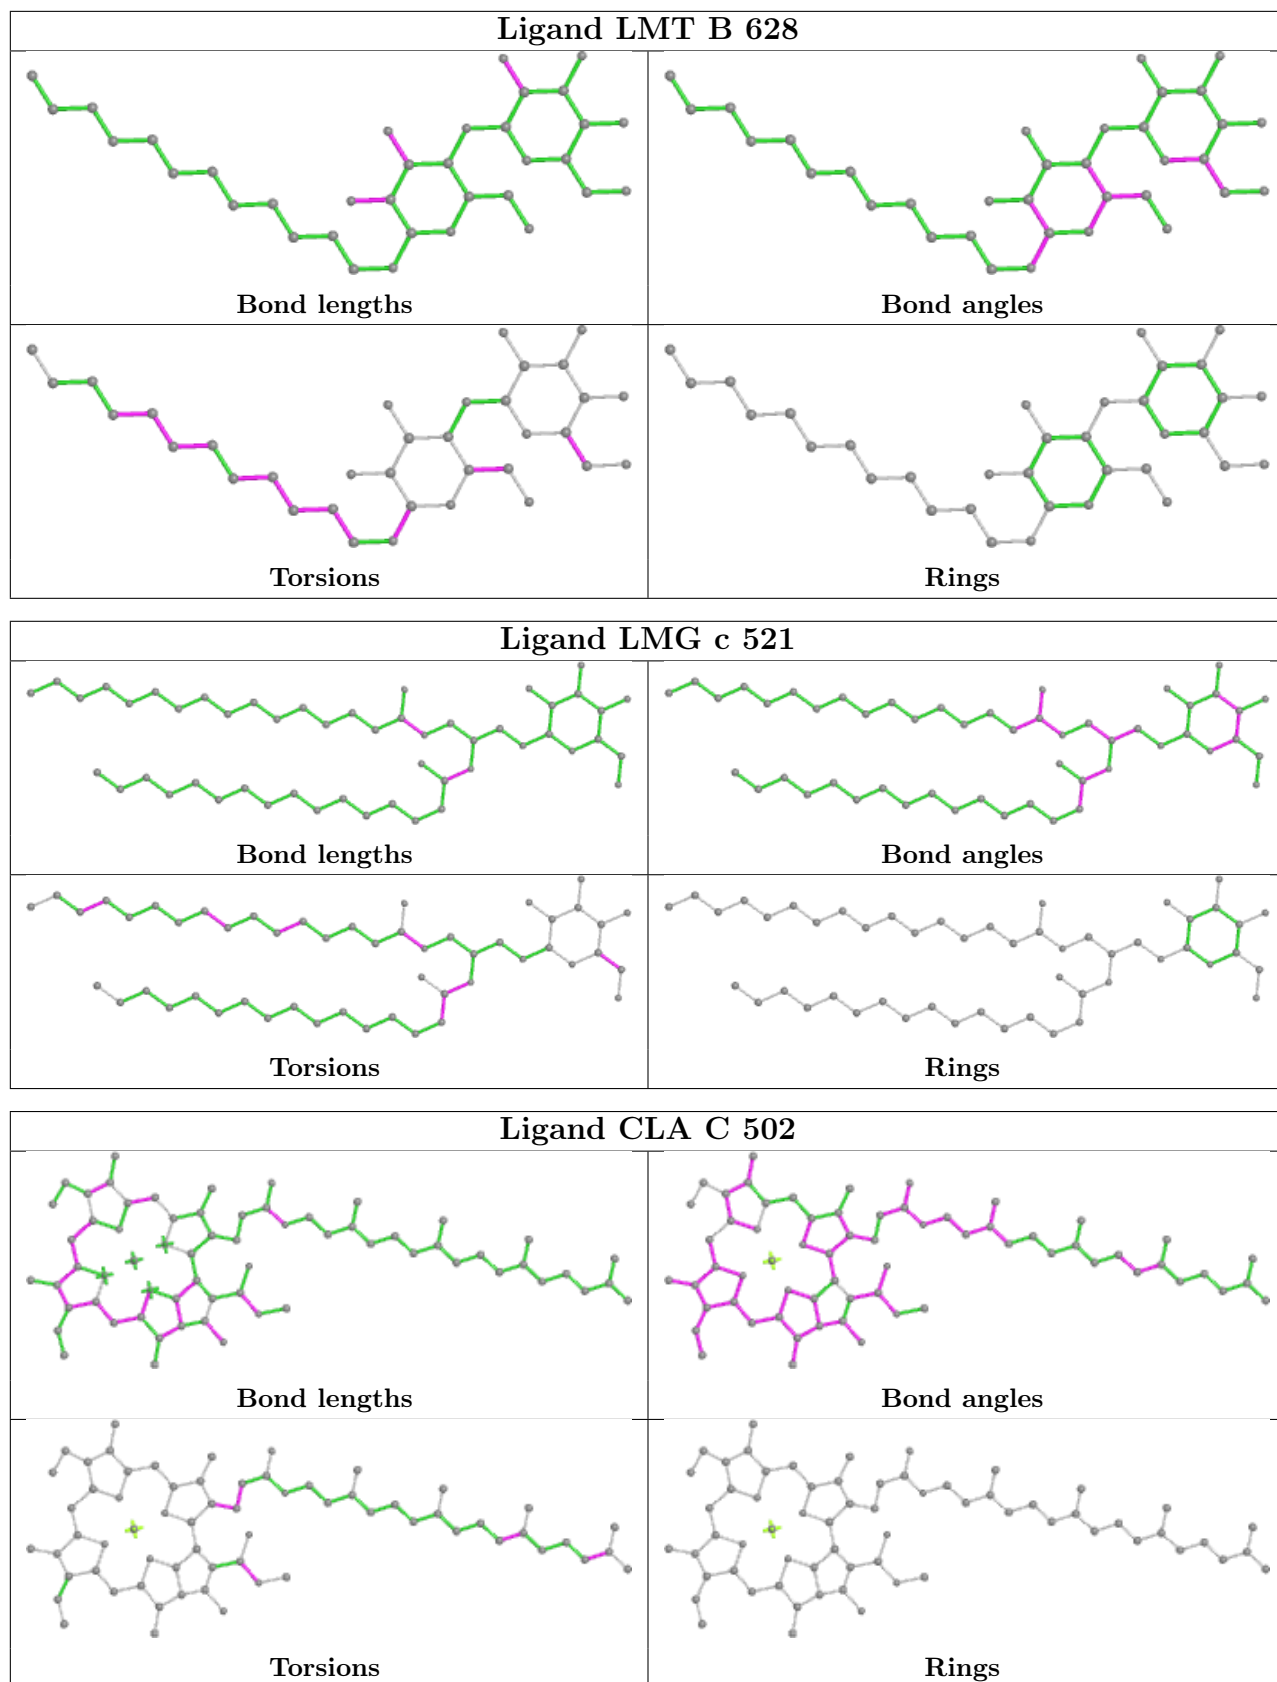 Ligand LMT B 628
Bond lengths
Bond angles
Torsions
Rings
Ligand LMG c 521
Bond lengths
Bond angles
Torsions
Rings
Ligand CLA C 502
Bond lengths
Bond angles
Torsions
Rings